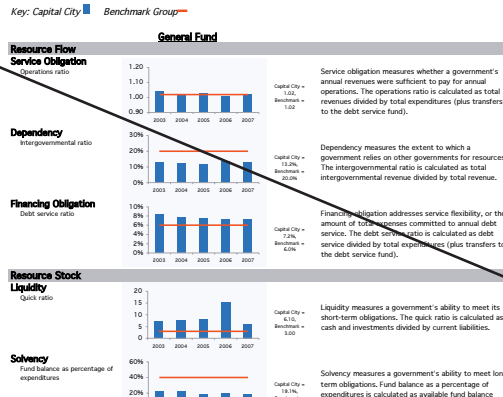 Key: Capital City Benchmark Group
General Fund
Resource Flow
Service Obligation
Operations ratio
1.20
1.10
1.00
0.90
2003 2004 2005 2006 2007
Capital City =
1.02,
Benchmark =
1.02
Service obligation measures whether a government's
annual revenues were sufficient to pay for annual
operations. The operations ratio is calculated as total
revenues divided by total expenditures (plus transfers
to the debt service fund).
Dependency
Intergovernmental ratio
30%
20%
10%
0%
2003 2004 2005 2006 2007
Capital City =
13.2%,
Benchmark =
20.0%
Dependency measures the extent to which a
government relies on other governments for resources
The intergovernmental ratio is calculated as total
intergovernmental revenue divided by total revenue.
Financing Obligation
Debt service ratio
10%
8%
6%
4%
2%
0%
2003 2004 2005 2006 2007
Capital City =
7.2%,
Benchmark =
6.0%
Financing obligation addresses service flexibility, or the
amount of total expenses committed to annual debt
service. The debt service ratio is calculated as debt
service divided by total expenditures (plus transfers to
the debt service fund).
Resource Stock
Liquidity
Quick ratio
20
15
10
5
0
2003 2004 2005 2006 2007
Capital City =
6.10,
Benchmark =
3.00
Liquidity measures a government's ability to meet its
short-term obligations. The quick ratio is calculated as
cash and investments divided by current liabilities.
Solvency
Fund balance as percentage of
expenditures
60%
40%
20%
Capital City =
19.1%,
Solvency measures a government's ability to meet lon
term obligations. Fund balance as a percentage of
expenditures is calculated as available fund balance